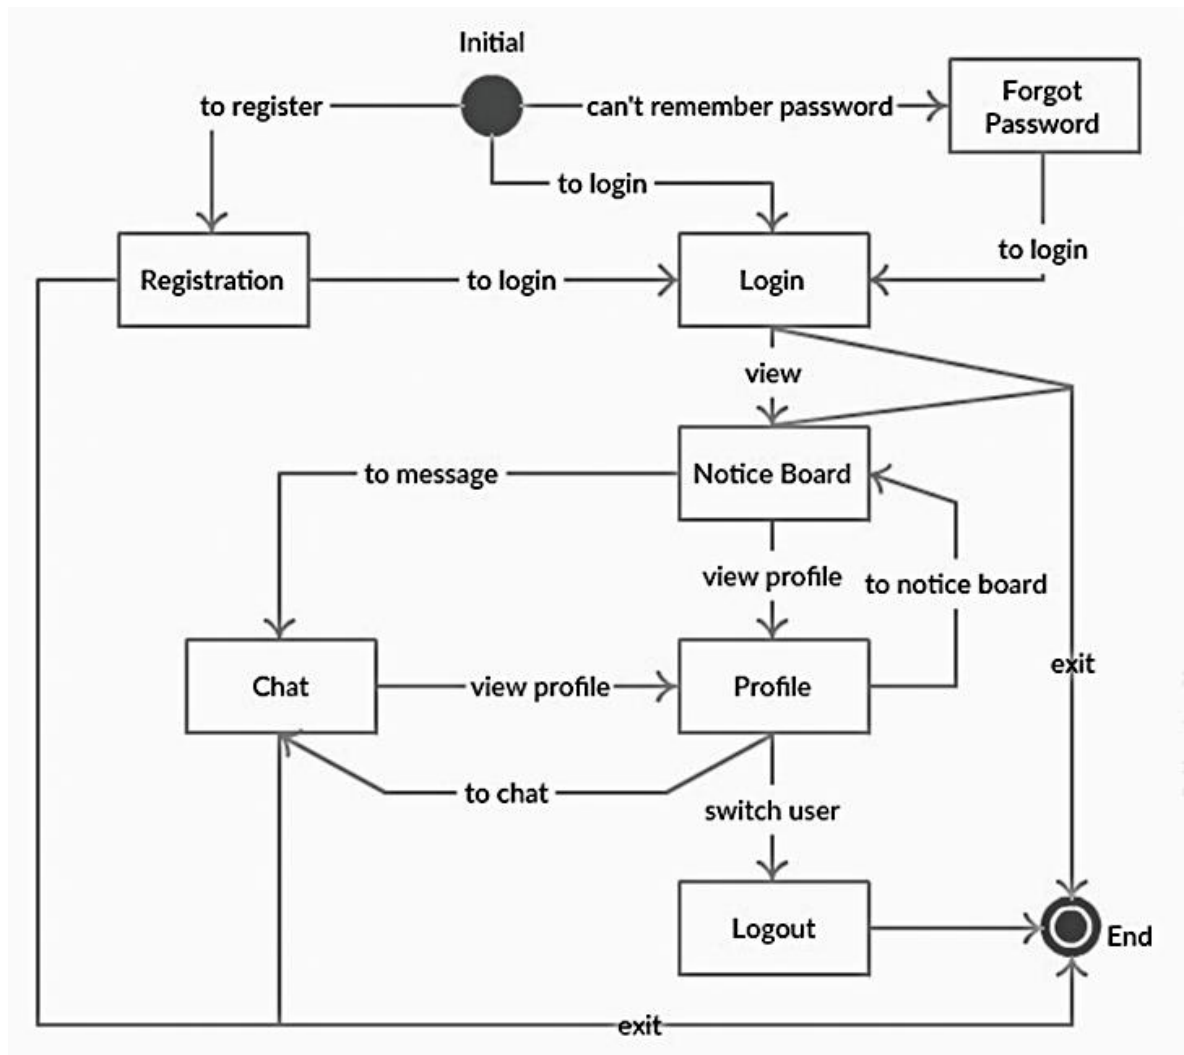 Initial
to register
can't remember password
Forgot
Password
to login
to login
Registration
to login
Login
view
to message
Notice Board
view profile
to notice board
exit
Chat
view profile
Profile
to chat
switch user
Logout
End
exit